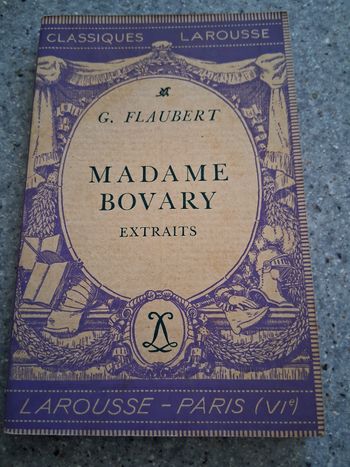 CLASSIQUES LAROUSSE
G. FLAUBERT
MADAME
BOVARY
EXTRAITS
LAROUSSE - PARIS (VIe)